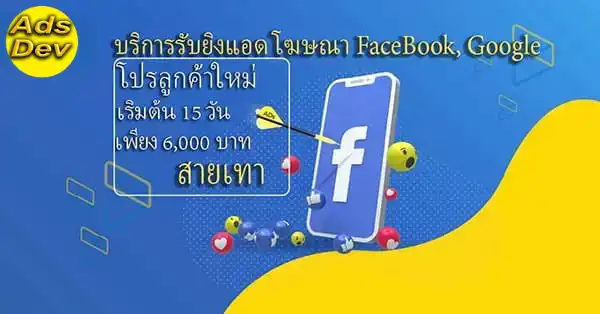 Ads
Dev
บริการรับยิงแอดโฆษณา FaceBook, Google
โปรลูกค้าใหม่
เริ่มต้น 15 วัน
เพียง 6,000 บาท
สายเทา
ADs
f